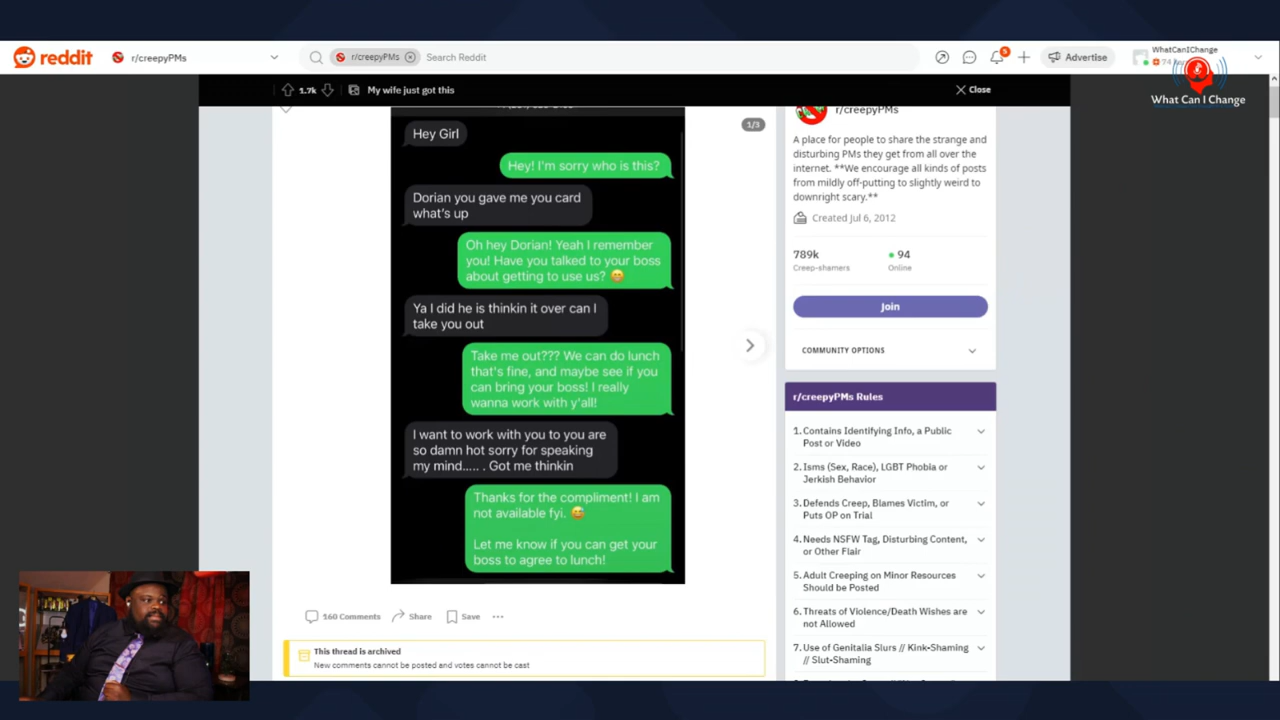 reddit
r/creepyPMs
r/creepyPMs
Search Reddit
5
Advertise
WhatCanIChange
What Can I Change
1.7k
My wife just got this
Close
1/3
Hey Girl
Hey! I'm sorry who is this?
Dorian you gave me you card
what's up
Oh hey Dorian! Yeah I remember
you! Have you talked to your boss
about getting to use us? 😁
Ya I did he is thinkin it over can I
take you out
Take me out??? We can do lunch
that's fine, and maybe see if you
can bring your boss! I really
wanna work with y'all!
I want to work with you to you are
so damn hot sorry for speaking
my mind..... . Got me thinkin
Thanks for the compliment! I am
not available fyi. 😅
Let me know if you can get your
boss to agree to lunch!
160 Comments
Share
Save
This thread is archived
New comments cannot be posted and votes cannot be cast
r/creepyPMs
A place for people to share the strange and
disturbing PMs they get from all over the
internet. **We encourage all kinds of posts
from mildly off-putting to slightly weird to
downright scary.**
Created Jul 6, 2012
789k
94
Creep-shamers
Online
Join
COMMUNITY OPTIONS
r/creepyPMs Rules
1. Contains Identifying Info, a Public
Post or Video
2. Isms (Sex, Race), LGBT Phobia or
Jerkish Behavior
3. Defends Creep, Blames Victim, or
Puts OP on Trial
4. Needs NSFW Tag, Disturbing Content,
or Other Flair
5. Adult Creeping on Minor Resources
Should be Posted
6. Threats of Violence/Death Wishes are
not Allowed
7. Use of Genitalia Slurs // Kink-Shaming
// Slut-Shaming